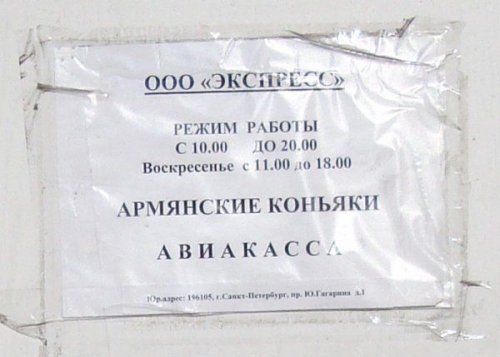 ООО «ЭКСПРЕСС»
РЕЖИМ РАБОТЫ
С 10.00 ДО 20.00
Воскресенье с 11.00 до 18.00
АРМЯНСКИЕ КОНЬЯКИ
АВИАКАССА
Юр.адрес: 196105, г.Санкт-Петербург, пр. Ю.Гагарина д.1